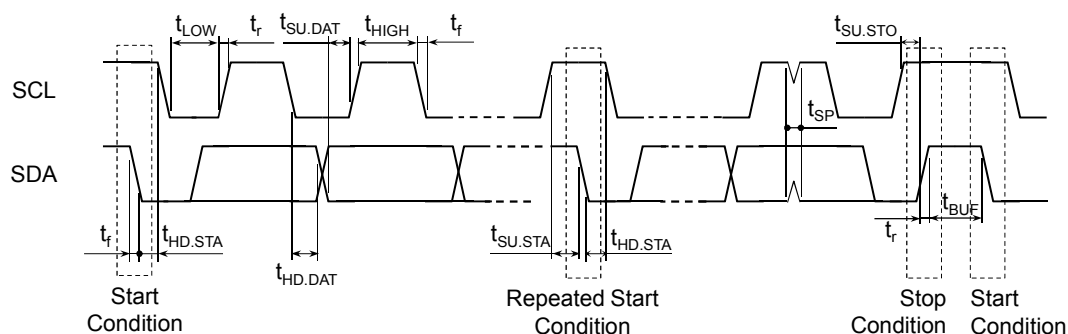 tLOW tr tSU.DAT tHIGH tf tSU.STO
SCL
tSP
SDA
tf tHD.STA tHD.DAT tSU.STA tHD.STA tr tBUF
Start
Condition
Repeated Start
Condition
Stop
Condition
Start
Condition